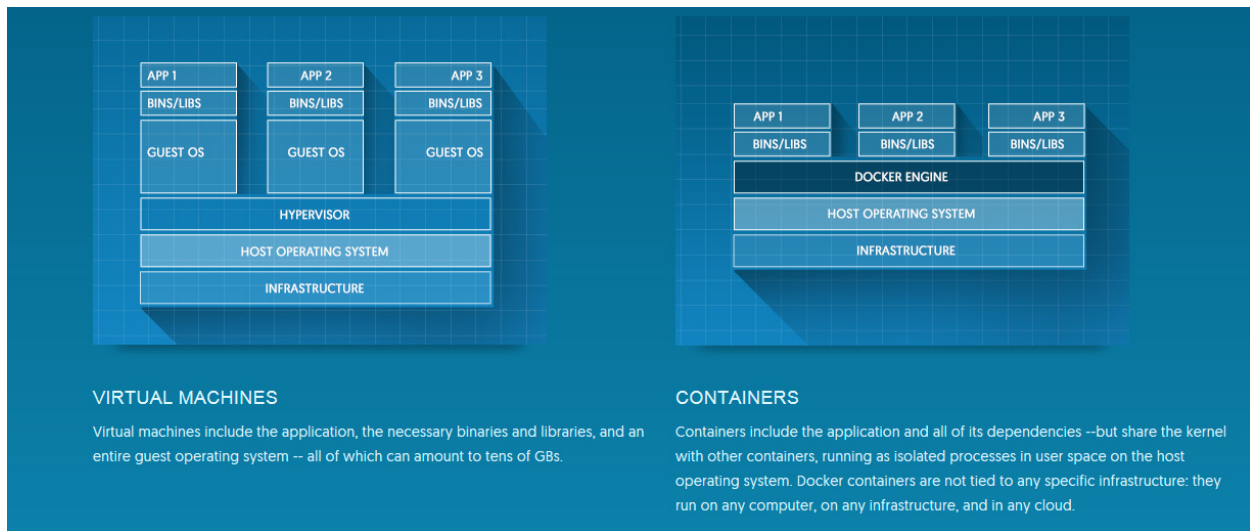 APP 1 APP 2 APP 3
BINS/LIBS BINS/LIBS BINS/LIBS
GUEST OS GUEST OS GUEST OS
HYPERVISOR
HOST OPERATING SYSTEM
INFRASTRUCTURE
VIRTUAL MACHINES
Virtual machines include the application, the necessary binaries and libraries, and an
entire guest operating system -- all of which can amount to tens of GBs.
APP 1 APP 2 APP 3
BINS/LIBS BINS/LIBS BINS/LIBS
DOCKER ENGINE
HOST OPERATING SYSTEM
INFRASTRUCTURE
CONTAINERS
Containers include the application and all of its dependencies --but share the kernel
with other containers, running as isolated processes in user space on the host
operating system. Docker containers are not tied to any specific infrastructure: they
run on any computer, on any infrastructure, and in any cloud.